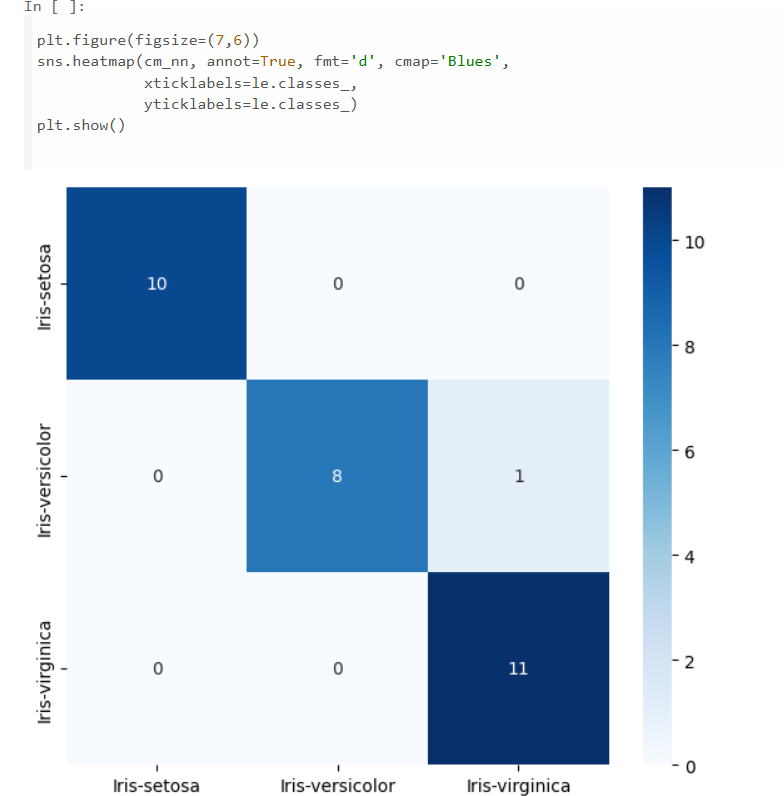 In [ ]:
plt.figure(figsize=(7,6))
sns.heatmap(cm_nn, annot=True, fmt='d', cmap='Blues',
            xticklabels=le.classes_,
            yticklabels=le.classes_)
plt.show()
Iris-setosa
10 0 0
Iris-versicolor
0 8 1
Iris-virginica
0 0 11
Iris-setosa Iris-versicolor Iris-virginica
10
8
6
4
2
0